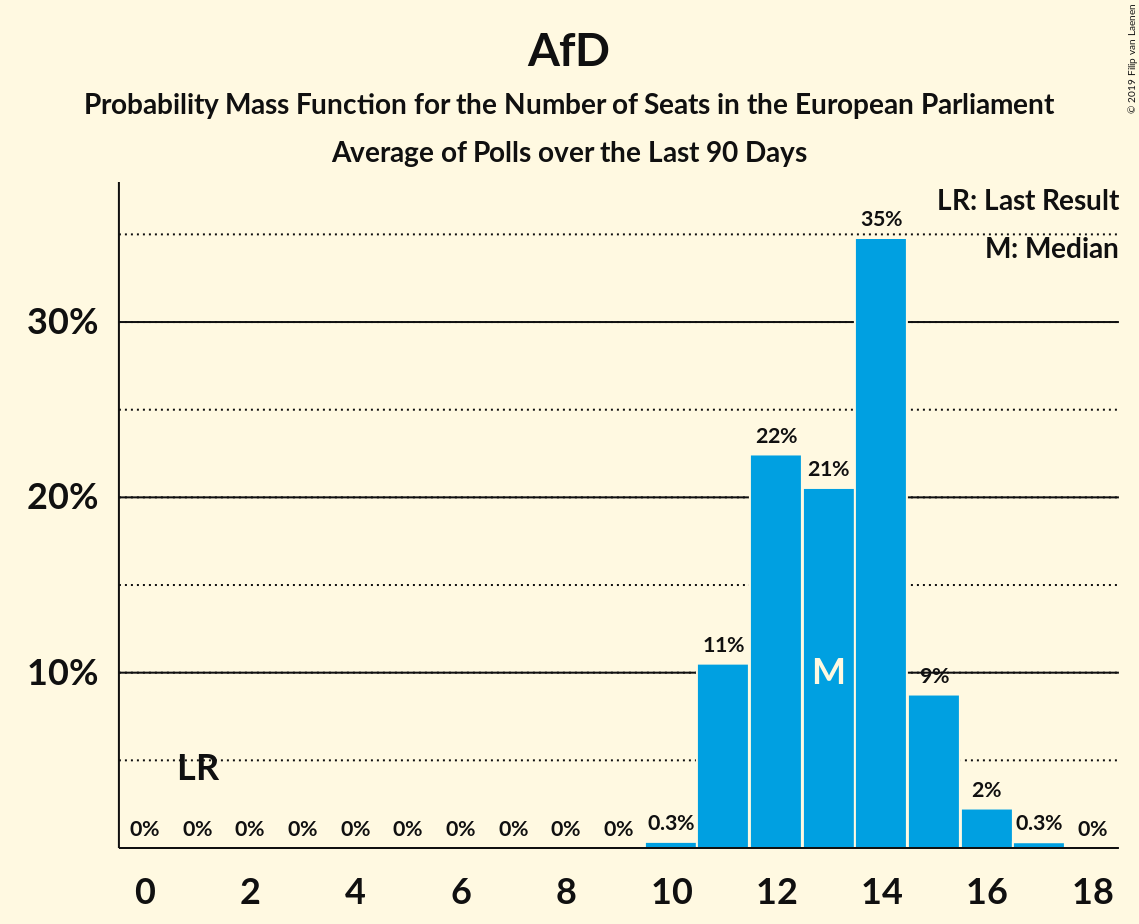 AfD
Probability Mass Function for the Number of Seats in the European Parliament
Average of Polls over the Last 90 Days
© 2019 Filip van Laenen
LR: Last Result
M: Median
35%
30%
22%
21%
20%
11%
10%
M
9%
LR
2%
0% 0% 0% 0% 0% 0% 0% 0% 0% 0% 0.3% 0.3% 0%
0 2 4 6 8 10 12 14 16 18